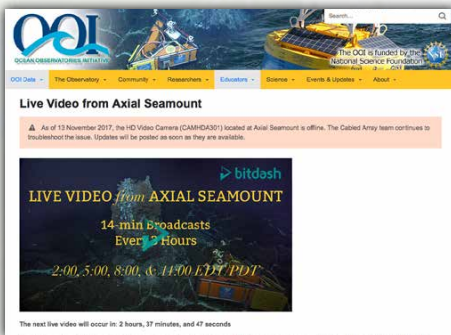 Search...
OOI
OCEAN OBSERVATORIES INITIATIVE
The OOI is funded by the
National Science Foundation
OOI Data
The Observatory
Community
Researchers
Educators
Science
Events & Updates
About
Live Video from Axial Seamount
As of 13 November 2017, the HD Video Camera (CAMHDA301) located at Axial Seamount is offline. The Cabled Array team continues to
troubleshoot the issue. Updates will be posted as soon as they are available.
bitdash
LIVE VIDEO from AXIAL SEAMOUNT
14-min Broadcasts
Every 3 Hours
2:00, 5:00, 8:00, & 11:00 EDT/PDT
The next live video will occur in: 2 hours, 37 minutes, and 47 seconds